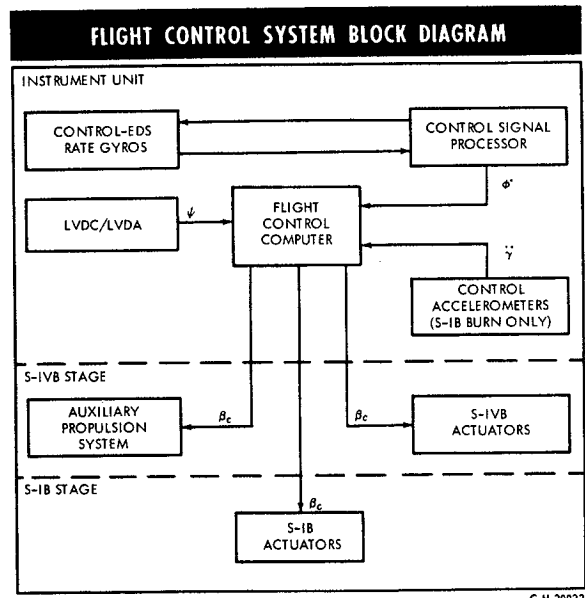 FLIGHT CONTROL SYSTEM BLOCK DIAGRAM
INSTRUMENT UNIT
CONTROL-EDS
RATE GYROS
CONTROL SIGNAL
PROCESSOR
φ·
LVDC/LVDA
ψ
FLIGHT
CONTROL
COMPUTER
γ̈
CONTROL
ACCELEROMETERS
(S-IB BURN ONLY)
S-IVB STAGE
AUXILIARY
PROPULSION
SYSTEM
βc
βc
S-IVB
ACTUATORS
S-IB STAGE
βc
S-IB
ACTUATORS